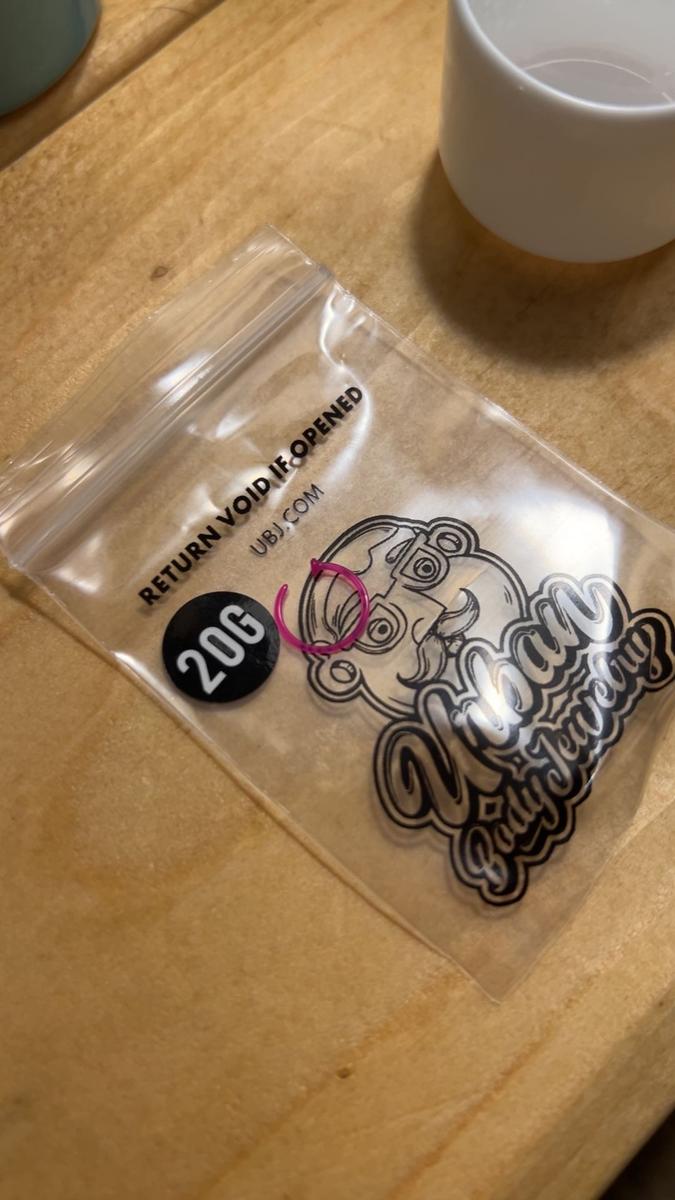 RETURN VOID IF OPENED
UBJ.COM
20G
Urban
Body Jewelry